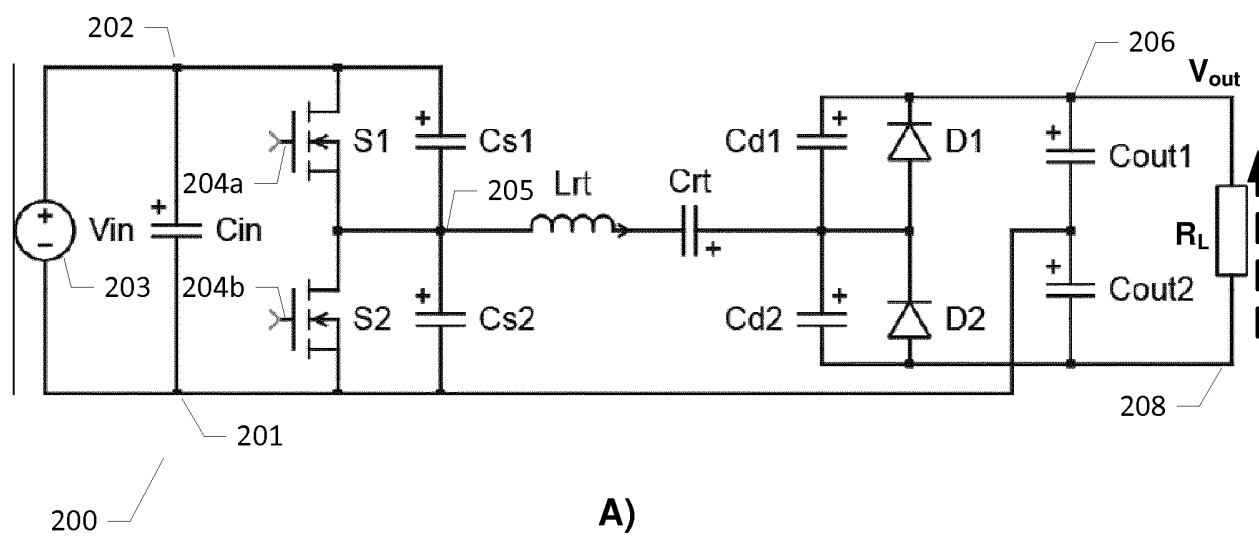 202
206
Vout
S1
Cs1
Cd1
D1
Cout1
204a
205
Lrt
Crt
Vin
Cin
RL
203
204b
S2
Cs2
Cd2
D2
Cout2
208
201
200
A)